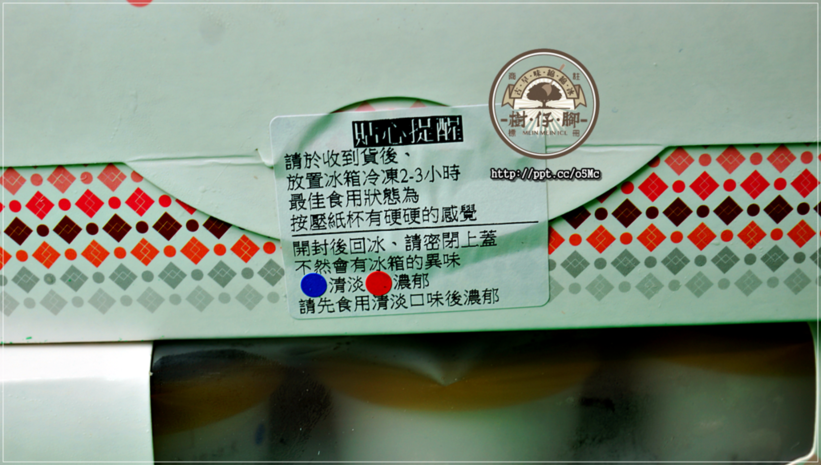 貼心提醒
請於收到貨後、
放置冰箱冷凍2-3小時
最佳食用狀態為
按壓紙杯有硬硬的感覺
開封後回冰、請密閉上蓋
不然會有冰箱的異味
清淡 濃郁
請先食用清淡口味後濃郁
商 註
-樹·仔·腳-
標 冊
http://ppt.cc/o5Mc